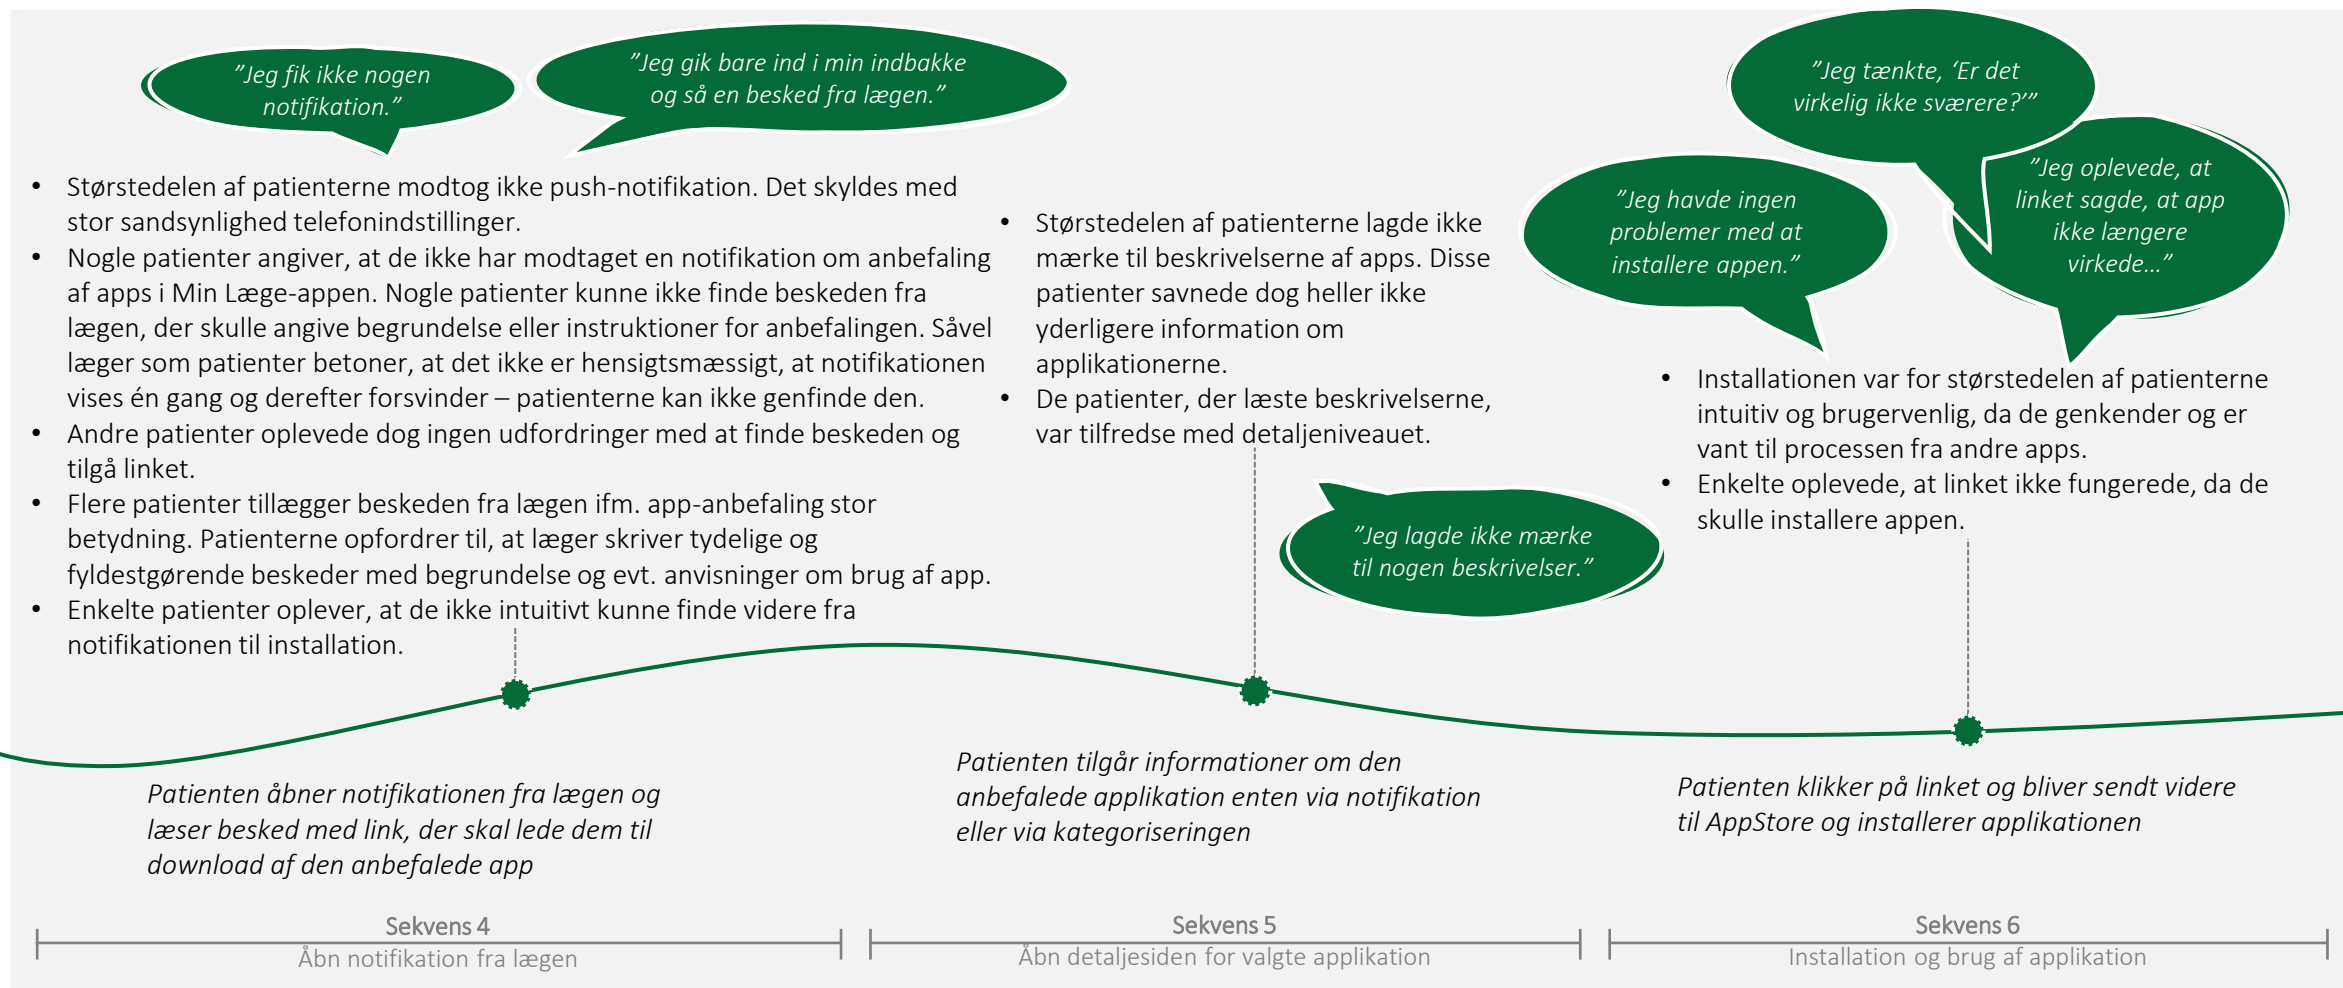 ”Jeg fik ikke nogen
notifikation.”
”Jeg gik bare ind i min indbakke
og så en besked fra lægen.”
• Størstedelen af patienterne modtog ikke push-notifikation. Det skyldes med
stor sandsynlighed telefonindstillinger.
• Nogle patienter angiver, at de ikke har modtaget en notifikation om anbefaling
af apps i Min Læge-appen. Nogle patienter kunne ikke finde beskeden fra
lægen, der skulle angive begrundelse eller instruktioner for anbefalingen. Såvel
læger som patienter betoner, at det ikke er hensigtsmæssigt, at notifikationen
vises én gang og derefter forsvinder – patienterne kan ikke genfinde den.
• Andre patienter oplevede dog ingen udfordringer med at finde beskeden og
tilgå linket.
• Flere patienter tillægger beskeden fra lægen ifm. app-anbefaling stor
betydning. Patienterne opfordrer til, at læger skriver tydelige og
fyldestgørende beskeder med begrundelse og evt. anvisninger om brug af app.
• Enkelte patienter oplever, at de ikke intuitivt kunne finde videre fra
notifikationen til installation.
Patienten åbner notifikationen fra lægen og
læser besked med link, der skal lede dem til
download af den anbefalede app
Sekvens 4
Åbn notifikation fra lægen
• Størstedelen af patienterne lagde ikke
mærke til beskrivelserne af apps. Disse
patienter savnede dog heller ikke
yderligere information om
applikationerne.
• De patienter, der læste beskrivelserne,
var tilfredse med detaljeniveauet.
”Jeg lagde ikke mærke
til nogen beskrivelser.”
Patienten tilgår informationer om den
anbefalede applikation enten via notifikation
eller via kategoriseringen
Sekvens 5
Åbn detaljesiden for valgte applikation
”Jeg tænkte, ‘Er det
virkelig ikke sværere?’”
”Jeg havde ingen
problemer med at
installere appen.”
”Jeg oplevede, at
linket sagde, at app
ikke længere
virkede…”
• Installationen var for størstedelen af patienterne
intuitiv og brugervenlig, da de genkender og er
vant til processen fra andre apps.
• Enkelte oplevede, at linket ikke fungerede, da de
skulle installere appen.
Patienten klikker på linket og bliver sendt videre
til AppStore og installerer applikationen
Sekvens 6
Installation og brug af applikation